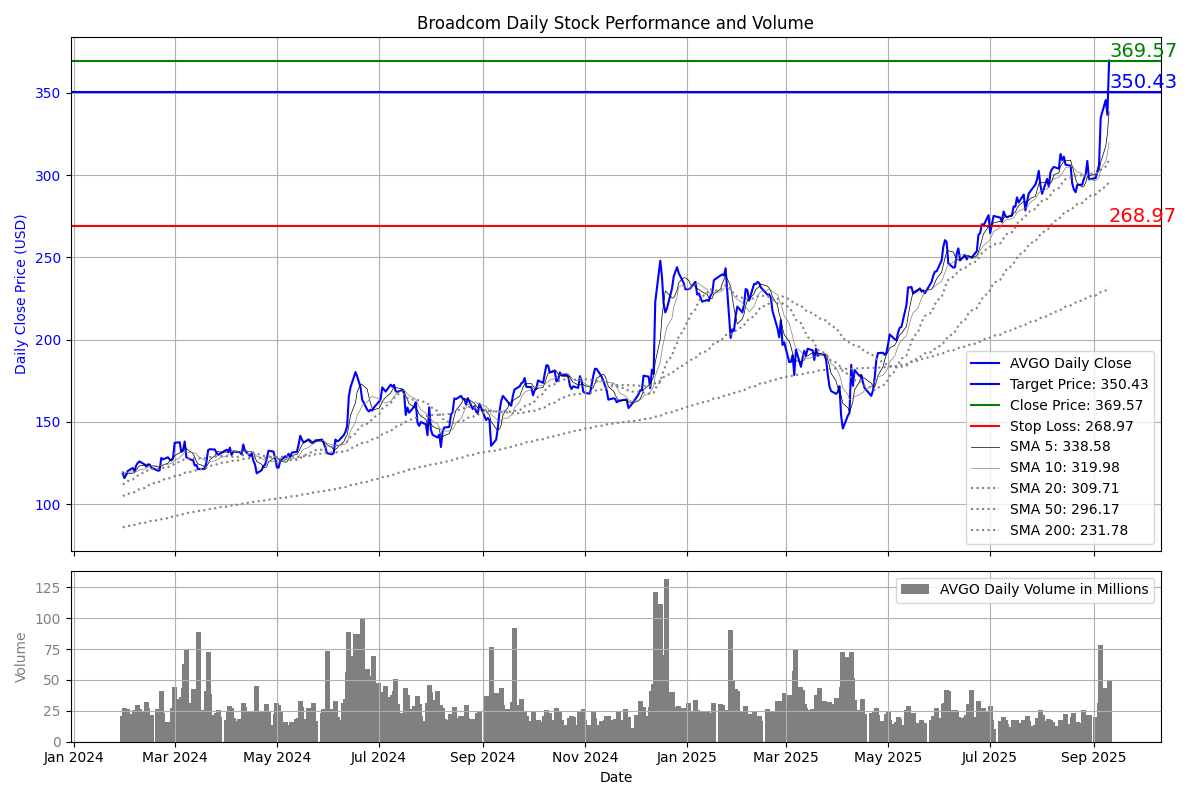 Broadcom Daily Stock Performance and Volume
369.57
350.43
268.97
Daily Close Price (USD)
350
300
250
200
150
100
AVGO Daily Close
Target Price: 350.43
Close Price: 369.57
Stop Loss: 268.97
SMA 5: 338.58
SMA 10: 319.98
SMA 20: 309.71
SMA 50: 296.17
SMA 200: 231.78
Volume
125
100
75
50
25
0
AVGO Daily Volume in Millions
Jan 2024 Mar 2024 May 2024 Jul 2024 Sep 2024 Nov 2024 Jan 2025 Mar 2025 May 2025 Jul 2025 Sep 2025
Date